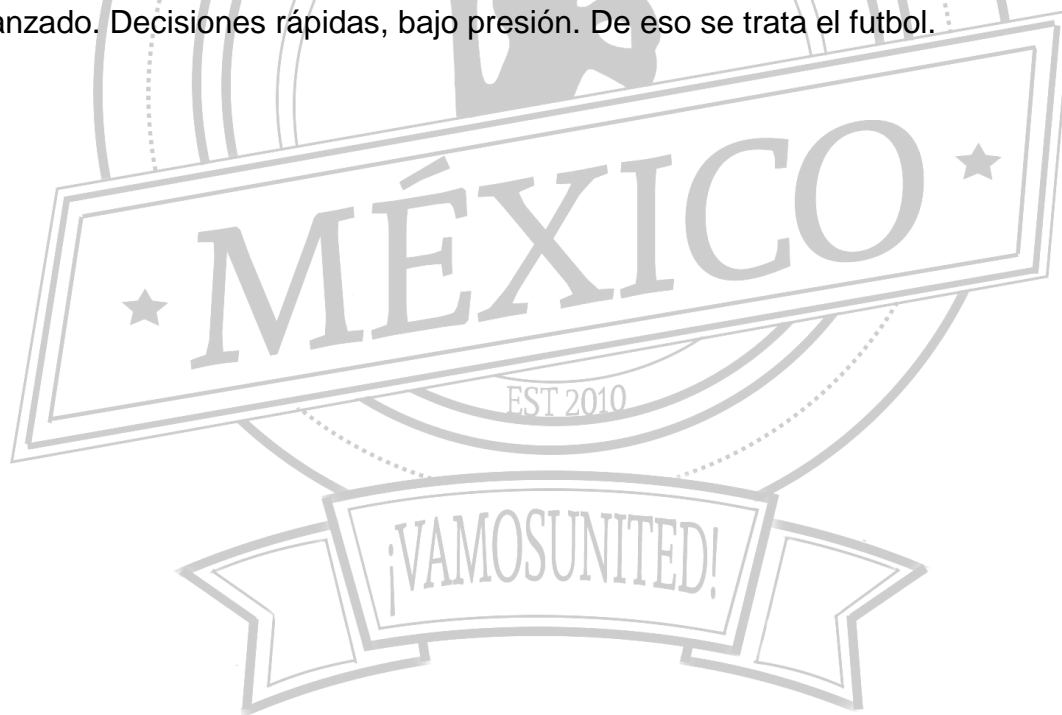 anzado. Decisiones rápidas, bajo presión. De eso se trata el futbol.
MÉXICO
EST 2010
¡VAMOSUNITED!